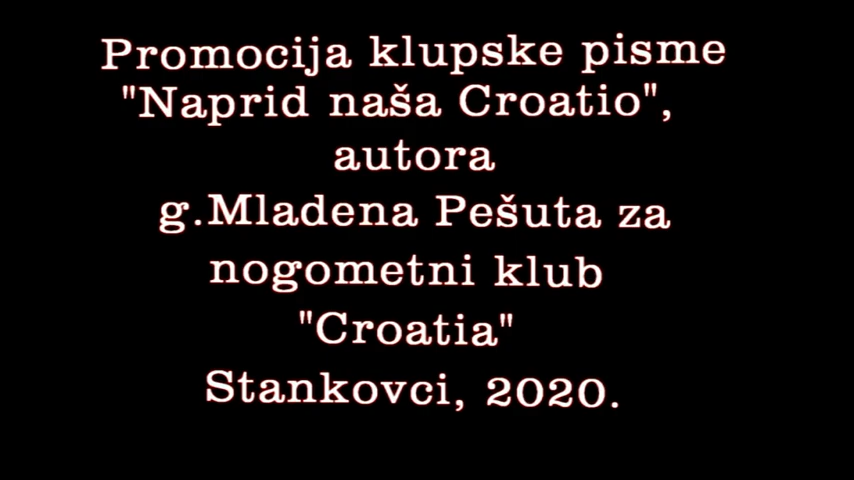 Promocija klupske pisme
"Naprid naša Croatio",
autora
g.Mladena Pešuta za
nogometni klub
"Croatia"
Stankovci, 2020.